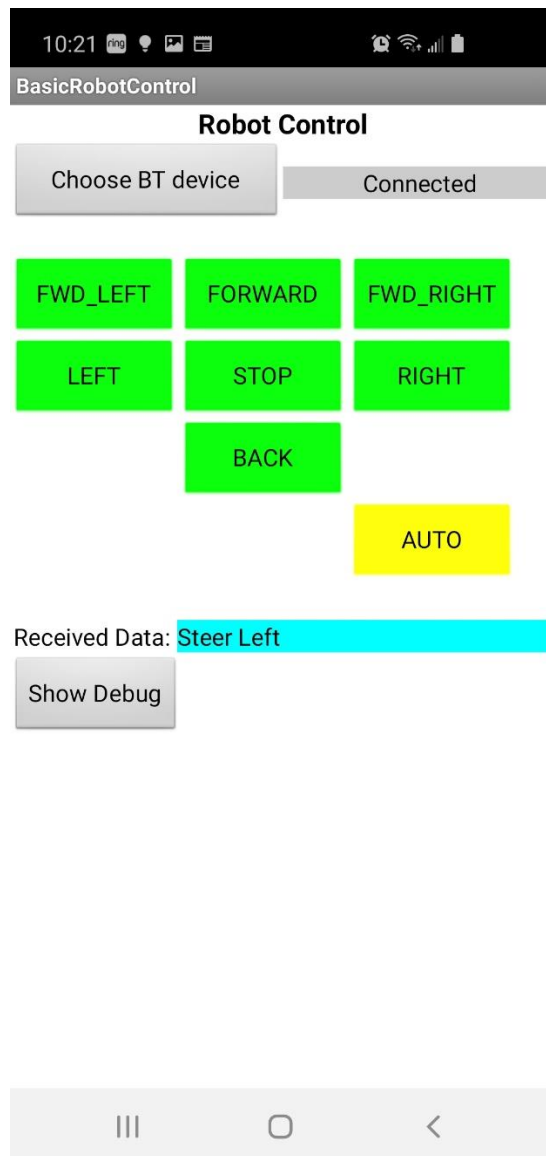 10:21 ring
BasicRobotControl
Robot Control
Choose BT device Connected
FWD_LEFT FORWARD FWD_RIGHT
LEFT STOP RIGHT
BACK
AUTO
Received Data: Steer Left
Show Debug